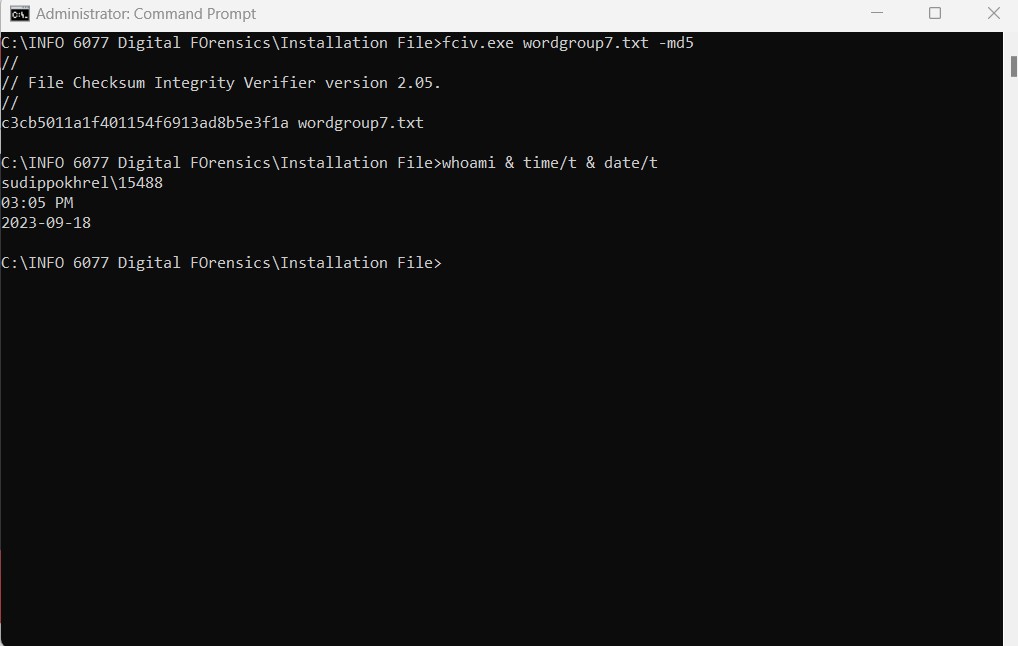 Administrator: Command Prompt
C:\INFO 6077 Digital FOrensics\Installation File>fciv.exe wordgroup7.txt -md5
//
// File Checksum Integrity Verifier version 2.05.
//
c3cb5011a1f401154f6913ad8b5e3f1a wordgroup7.txt
C:\INFO 6077 Digital FOrensics\Installation File>whoami & time/t & date/t
sudippokhrel\15488
03:05 PM
2023-09-18
C:\INFO 6077 Digital FOrensics\Installation File>